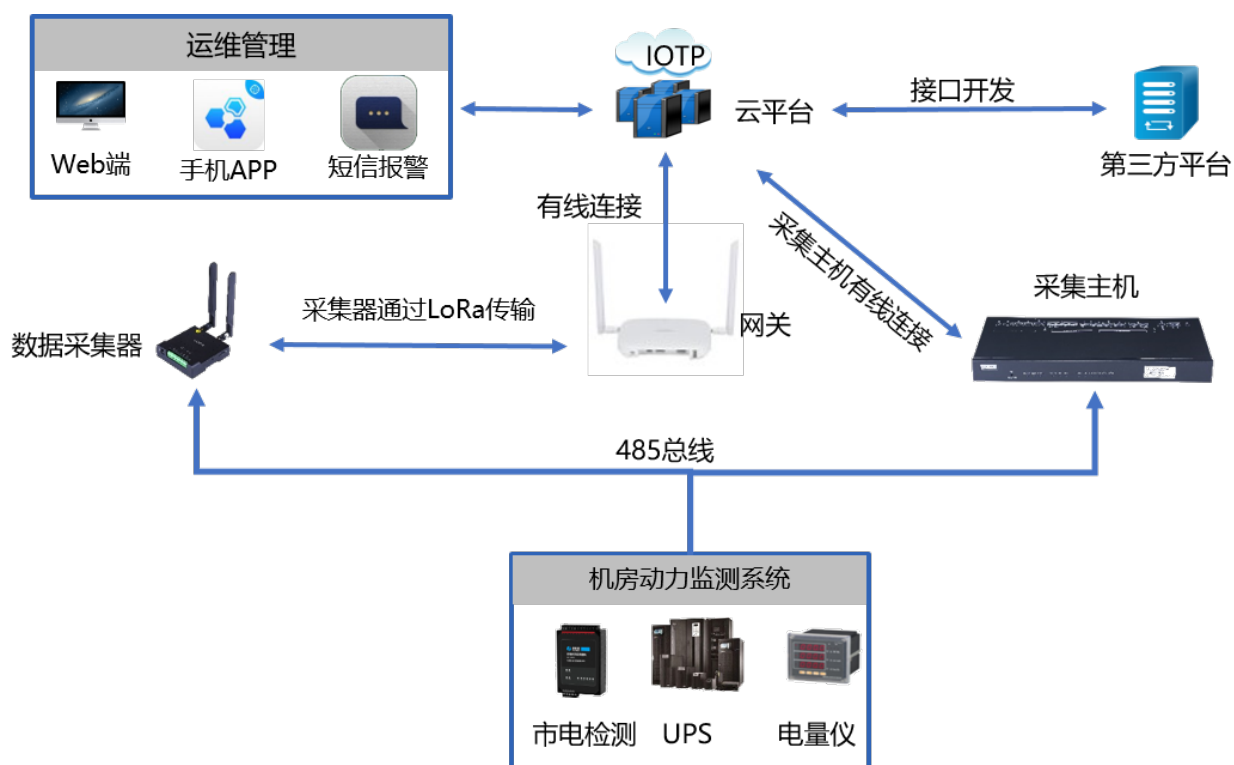 运维管理
Web端
手机APP
短信报警
IOTP
云平台
接口开发
第三方平台
有线连接
采集主机有线连接
采集主机
数据采集器
采集器通过LoRa传输
网关
485总线
机房动力监测系统
市电检测
UPS
电量仪